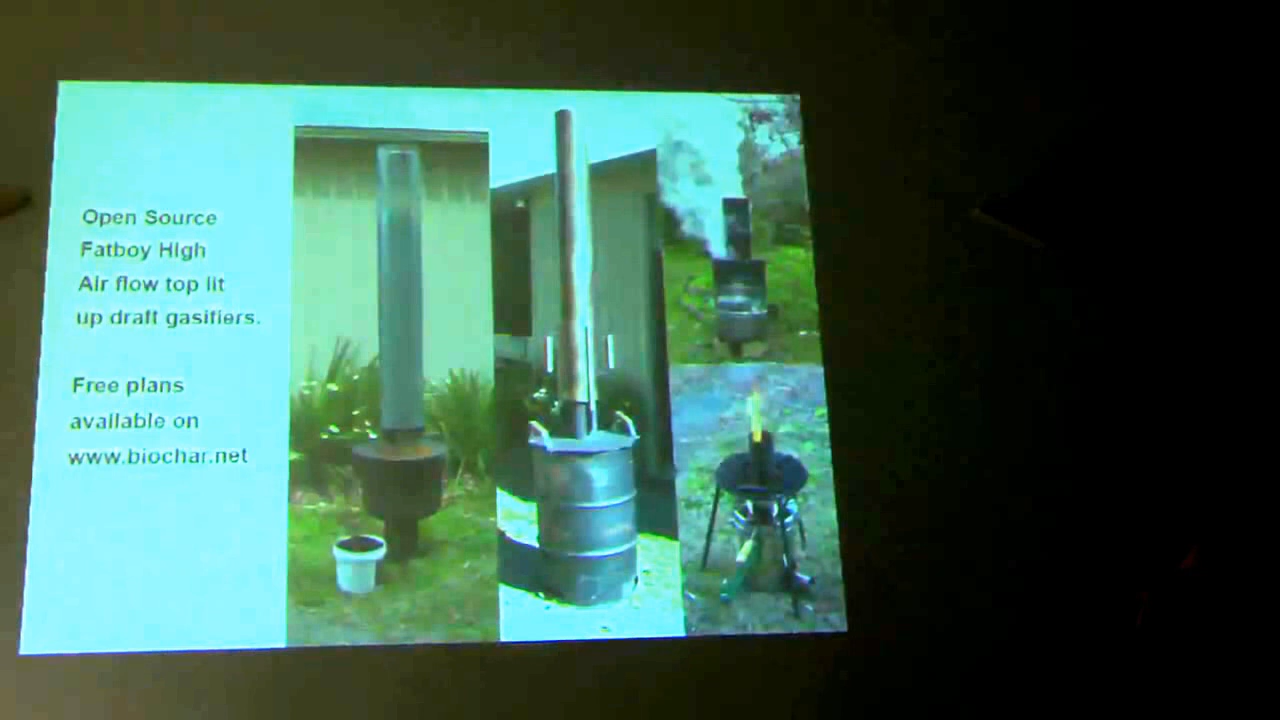 Open Source
Fatboy HIgh
Air flow top lit
up draft gasifiers.
Free plans
available on
www.biochar.net